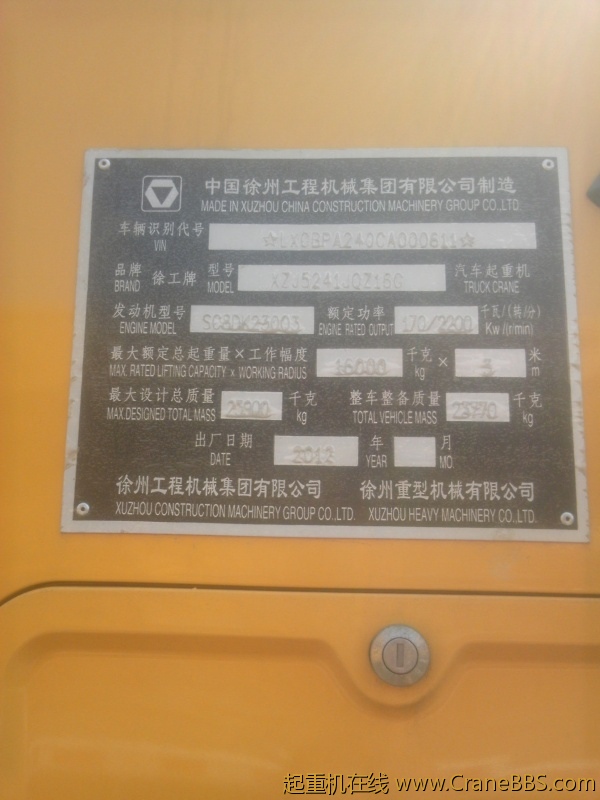 中国徐州工程机械集团有限公司制造
MADE IN XUZHOU CHINA CONSTRUCTION MACHINERY GROUP CO.,LTD.
车辆识别代号
VIN
品牌 徐工牌 型号 XZJ5241JQZ16G 汽车起重机
BRAND MODEL TRUCK CRANE
发动机型号 额定功率 170/2200 千瓦/(转/分)
ENGINE MODEL ENGINE RATED OUTPUT Kw/(r/min)
最大额定总起重量×工作幅度 16000 千克 × 3 米
MAX. RATED LIFTING CAPACITY × WORKING RADIUS kg m
最大设计总质量 23900 千克 整车整备质量 23770 千克
MAX.DESIGNED TOTAL MASS kg TOTAL VEHICLE MASS kg
出厂日期 2012 年 月
DATE YEAR MO.
徐州工程机械集团有限公司 徐州重型机械有限公司
XUZHOU CONSTRUCTION MACHINERY GROUP CO.,LTD. XUZHOU HEAVY MACHINERY CO.,LTD.
起重机在线 www.CraneBBS.com